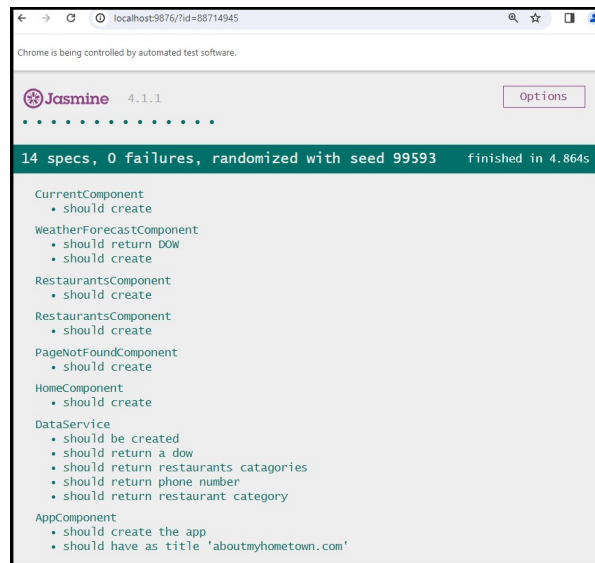 localhost:9876/?id=88714945
Chrome is being controlled by automated test software.
Jasmine 4.1.1
Options
14 specs, 0 failures, randomized with seed 99593 finished in 4.864s
CurrentComponent
• should create
WeatherForecastComponent
• should return DOW
• should create
RestaurantsComponent
• should create
RestaurantsComponent
• should create
PageNotFoundComponent
• should create
HomeComponent
• should create
DataService
• should be created
• should return a dow
• should return restaurants catagories
• should return phone number
• should return restaurant category
AppComponent
• should create the app
• should have as title 'aboutmyhometown.com'